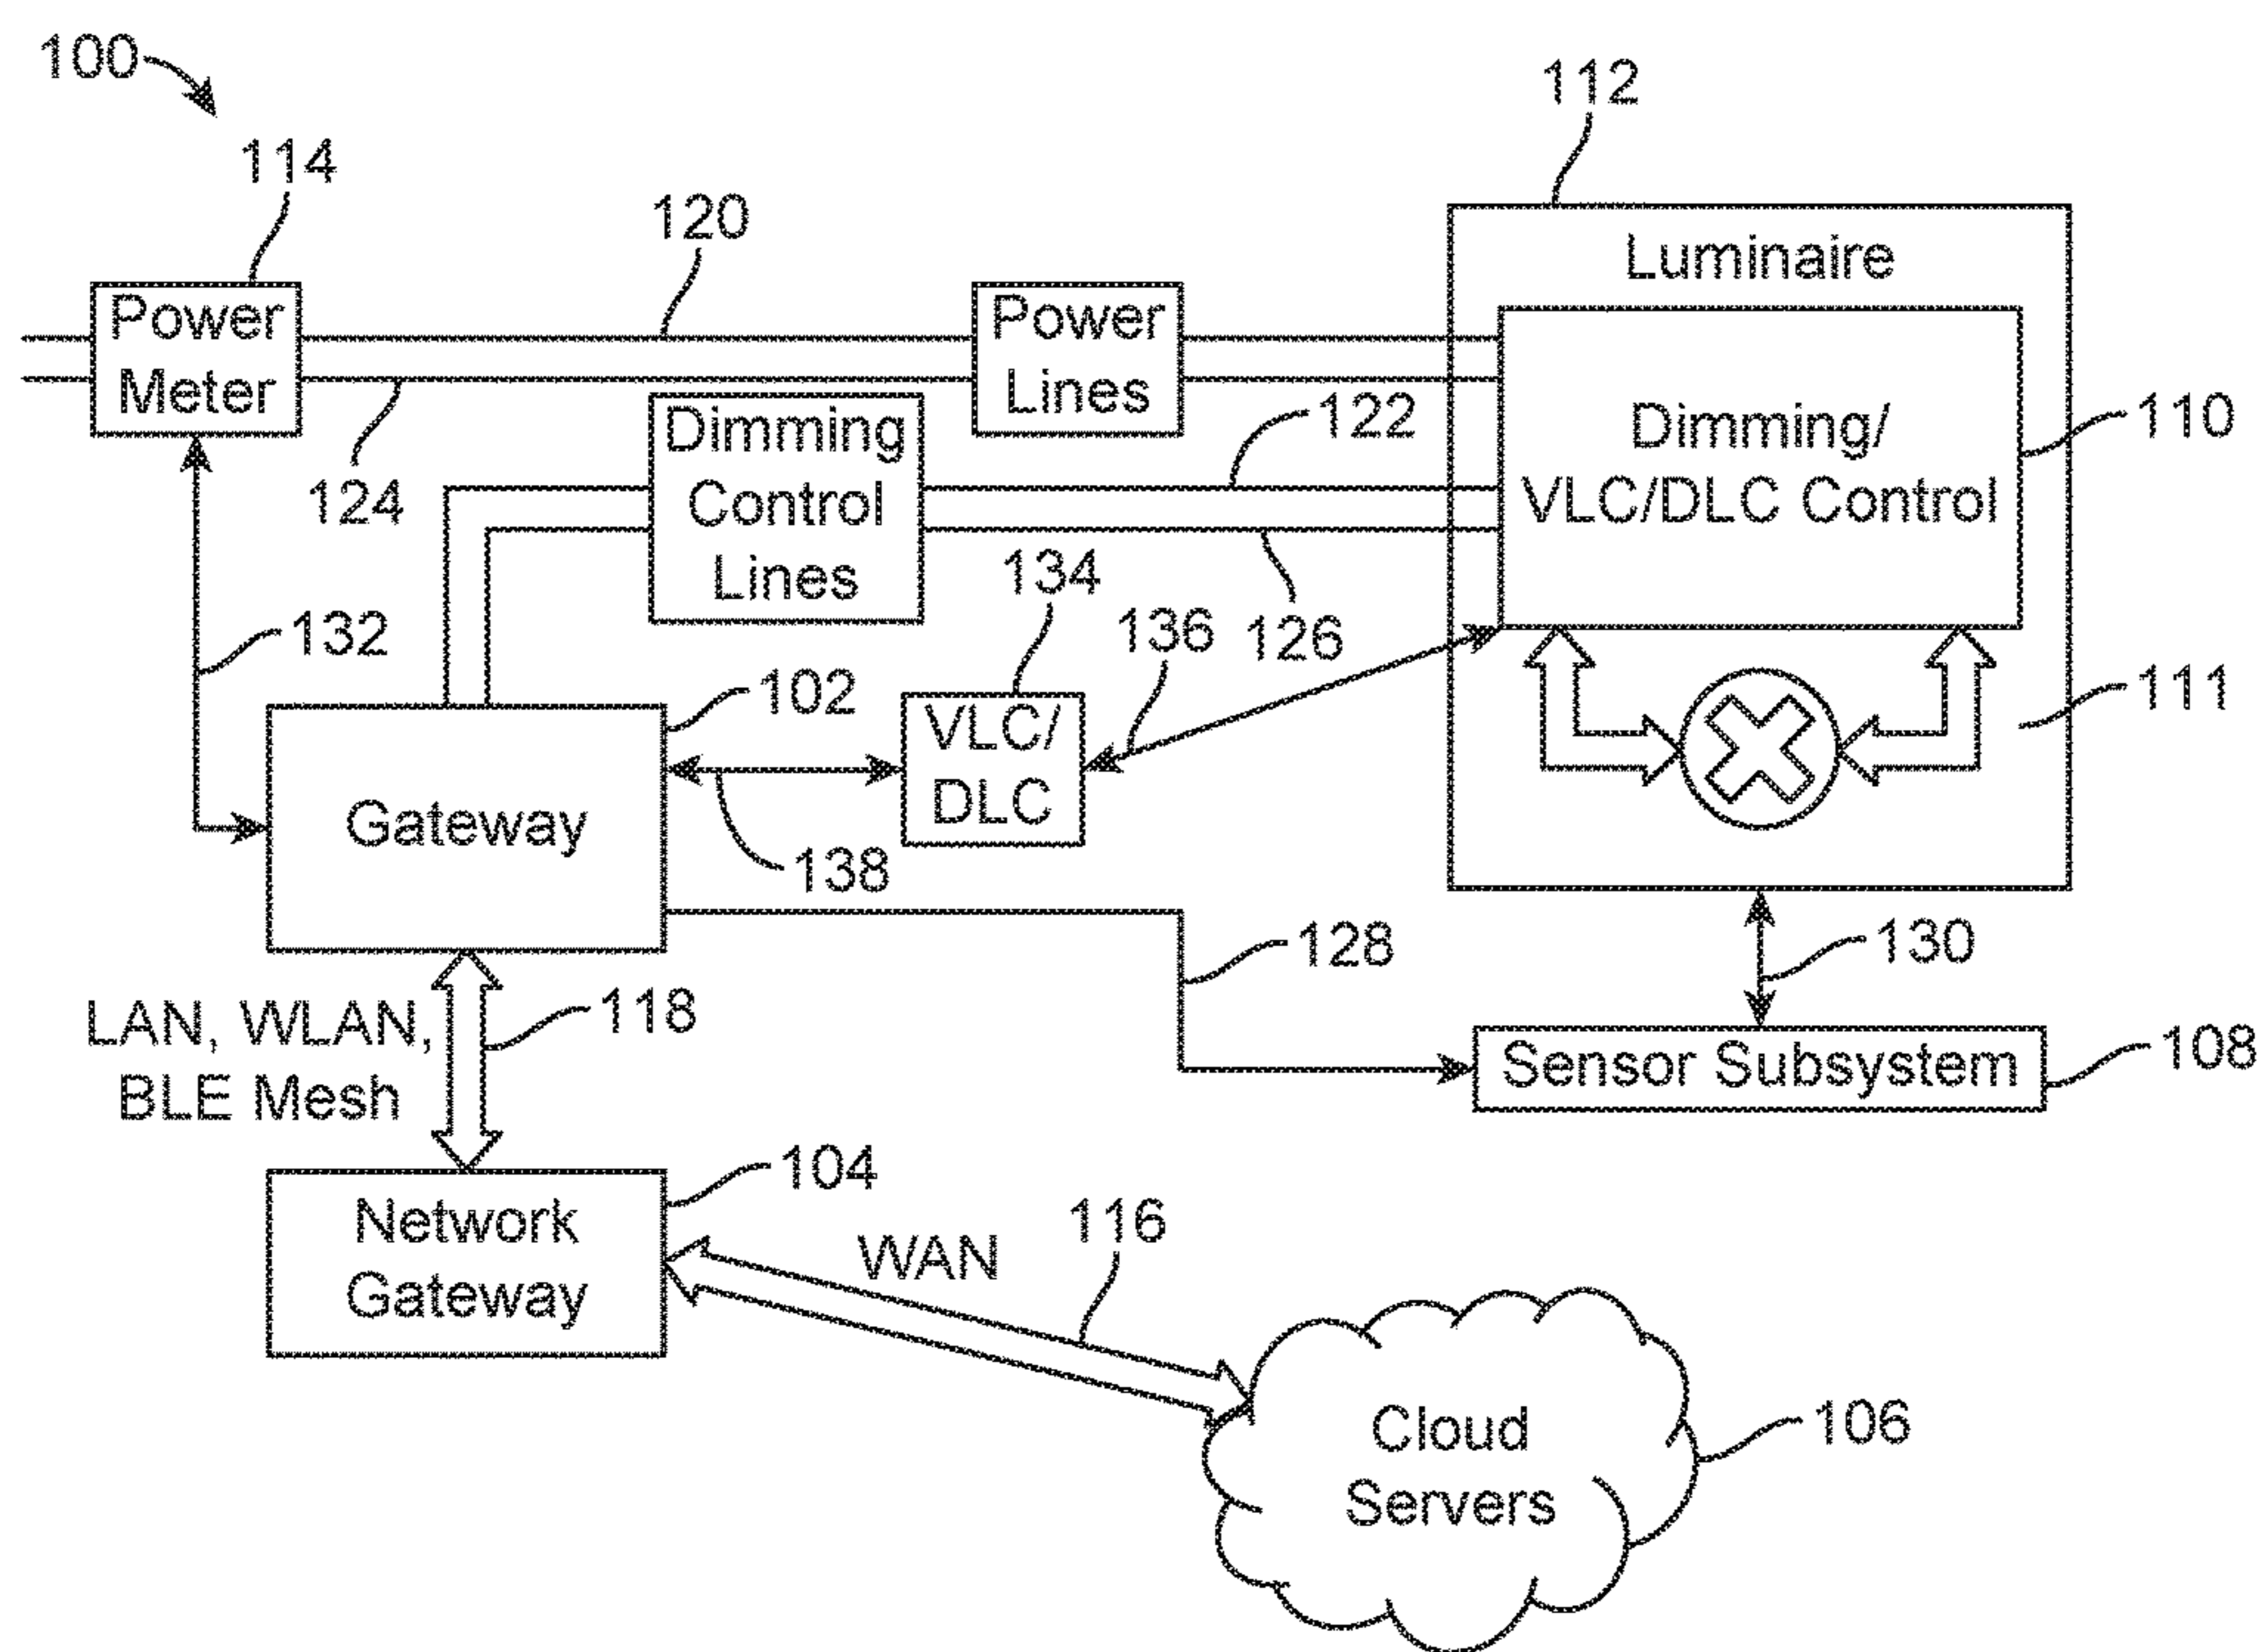 100
114
120
112
Luminaire
Power
Meter
Power
Lines
124
Dimming
Control
Lines
122
126
Dimming/
VLC/DLC Control
110
132
134
136
102
VLC/
DLC
111
Gateway
138
128
130
LAN, WLAN,
BLE Mesh
118
Sensor Subsystem
108
104
Network
Gateway
WAN
116
Cloud
Servers
106